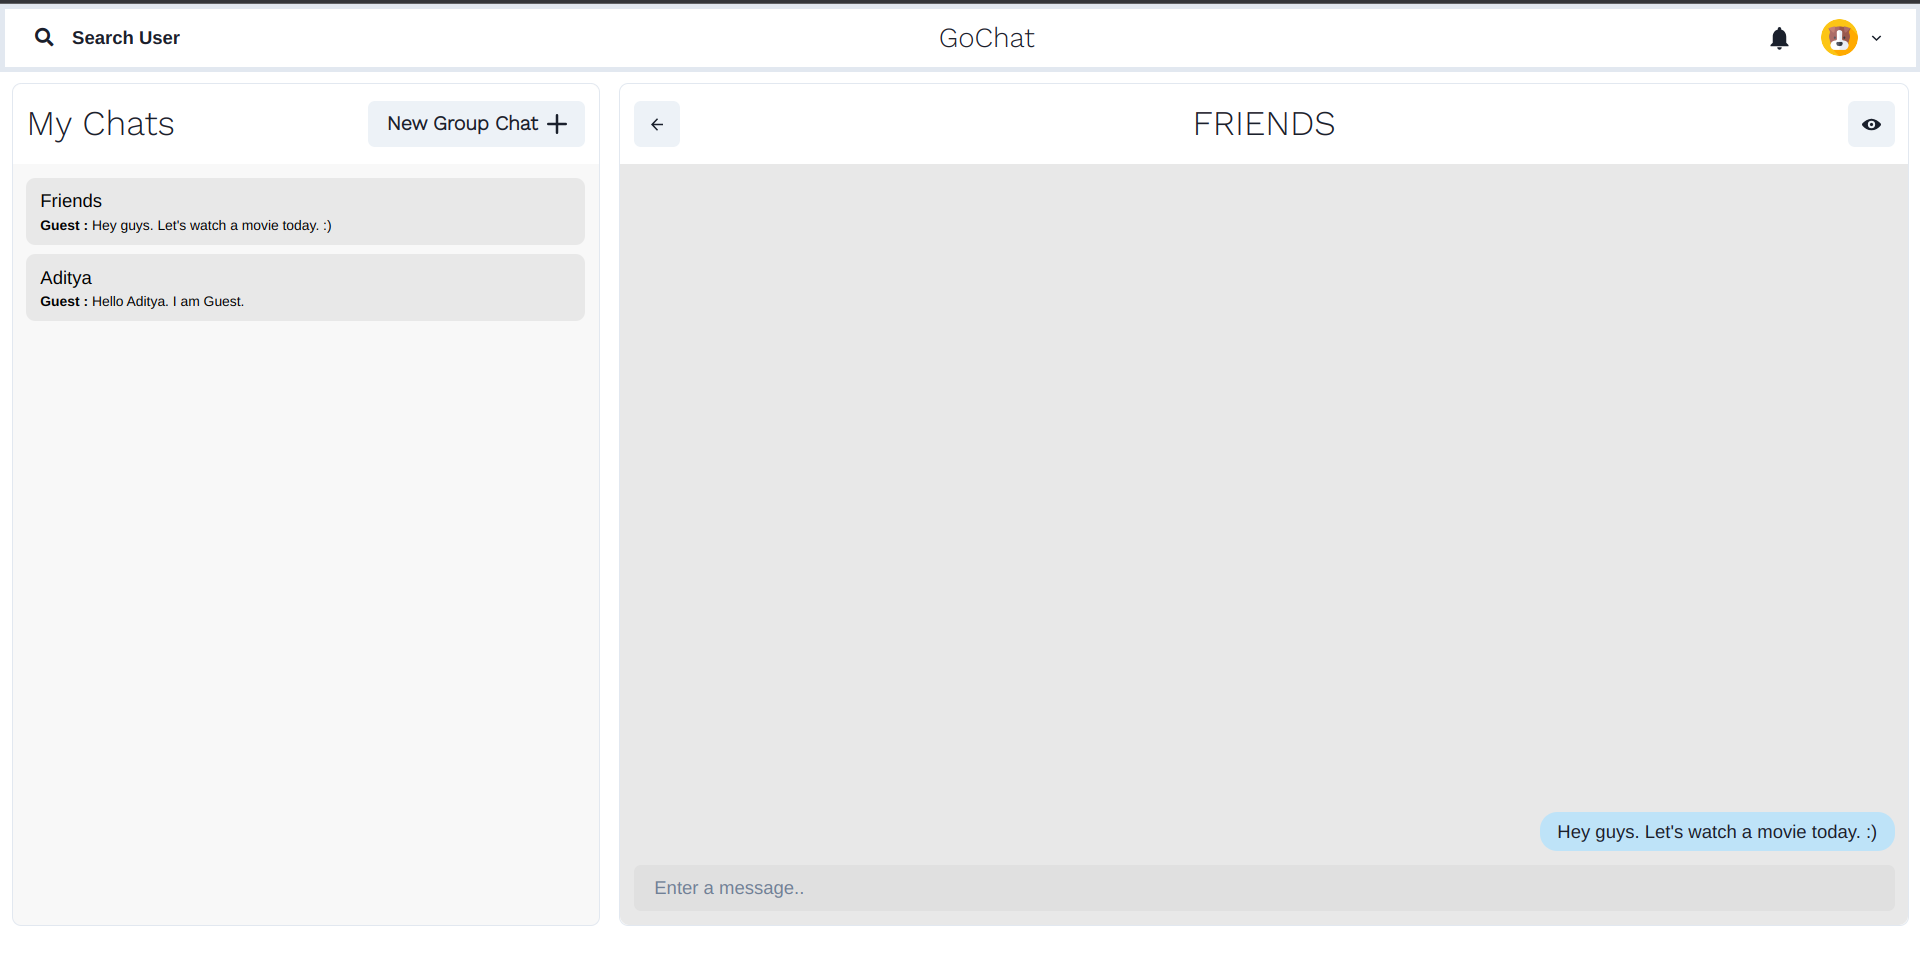 Search User
GoChat
My Chats
New Group Chat
Friends
Guest : Hey guys. Let's watch a movie today. :)
Aditya
Guest : Hello Aditya. I am Guest.
FRIENDS
Hey guys. Let's watch a movie today. :)
Enter a message..